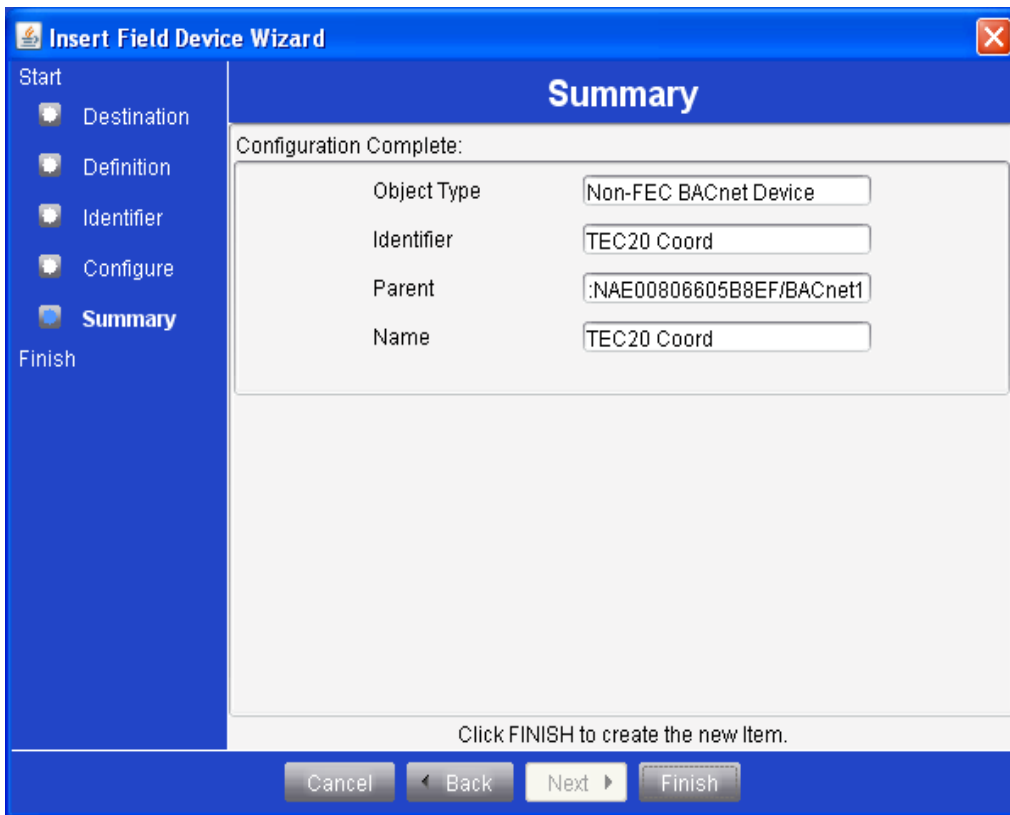 Insert Field Device Wizard
Start
Destination
Definition
Identifier
Configure
Summary
Finish
Summary
Configuration Complete:
Object Type Non-FEC BACnet Device
Identifier TEC20 Coord
Parent :NAE00806605B8EF/BACnet1
Name TEC20 Coord
Click FINISH to create the new Item.
Cancel Back Next Finish